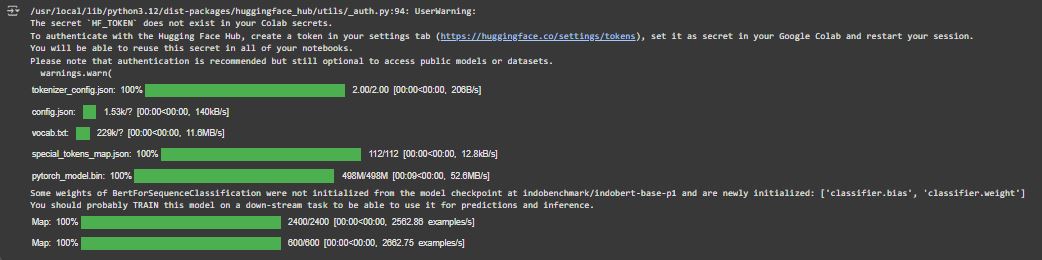 /usr/local/lib/python3.12/dist-packages/huggingface_hub/utils/_auth.py:94: UserWarning:
The secret `HF_TOKEN` does not exist in your Colab secrets.
To authenticate with the Hugging Face Hub, create a token in your settings tab (https://huggingface.co/settings/tokens), set it as secret in your Google Colab and restart your session.
You will be able to reuse this secret in all of your notebooks.
Please note that authentication is recommended but still optional to access public models or datasets.
warnings.warn(
tokenizer_config.json: 100% 2.00/2.00 [00:00<00:00, 206B/s]
config.json: 1.53k/? [00:00<00:00, 140kB/s]
vocab.txt: 229k/? [00:00<00:00, 11.6MB/s]
special_tokens_map.json: 100% 112/112 [00:00<00:00, 12.8kB/s]
pytorch_model.bin: 100% 498M/498M [00:09<00:00, 52.6MB/s]
Some weights of BertForSequenceClassification were not initialized from the model checkpoint at indobenchmark/indobert-base-p1 and are newly initialized: ['classifier.bias', 'classifier.weight']
You should probably TRAIN this model on a down-stream task to be able to use it for predictions and inference.
Map: 100% 2400/2400 [00:00<00:00, 2562.86 examples/s]
Map: 100% 600/600 [00:00<00:00, 2662.75 examples/s]